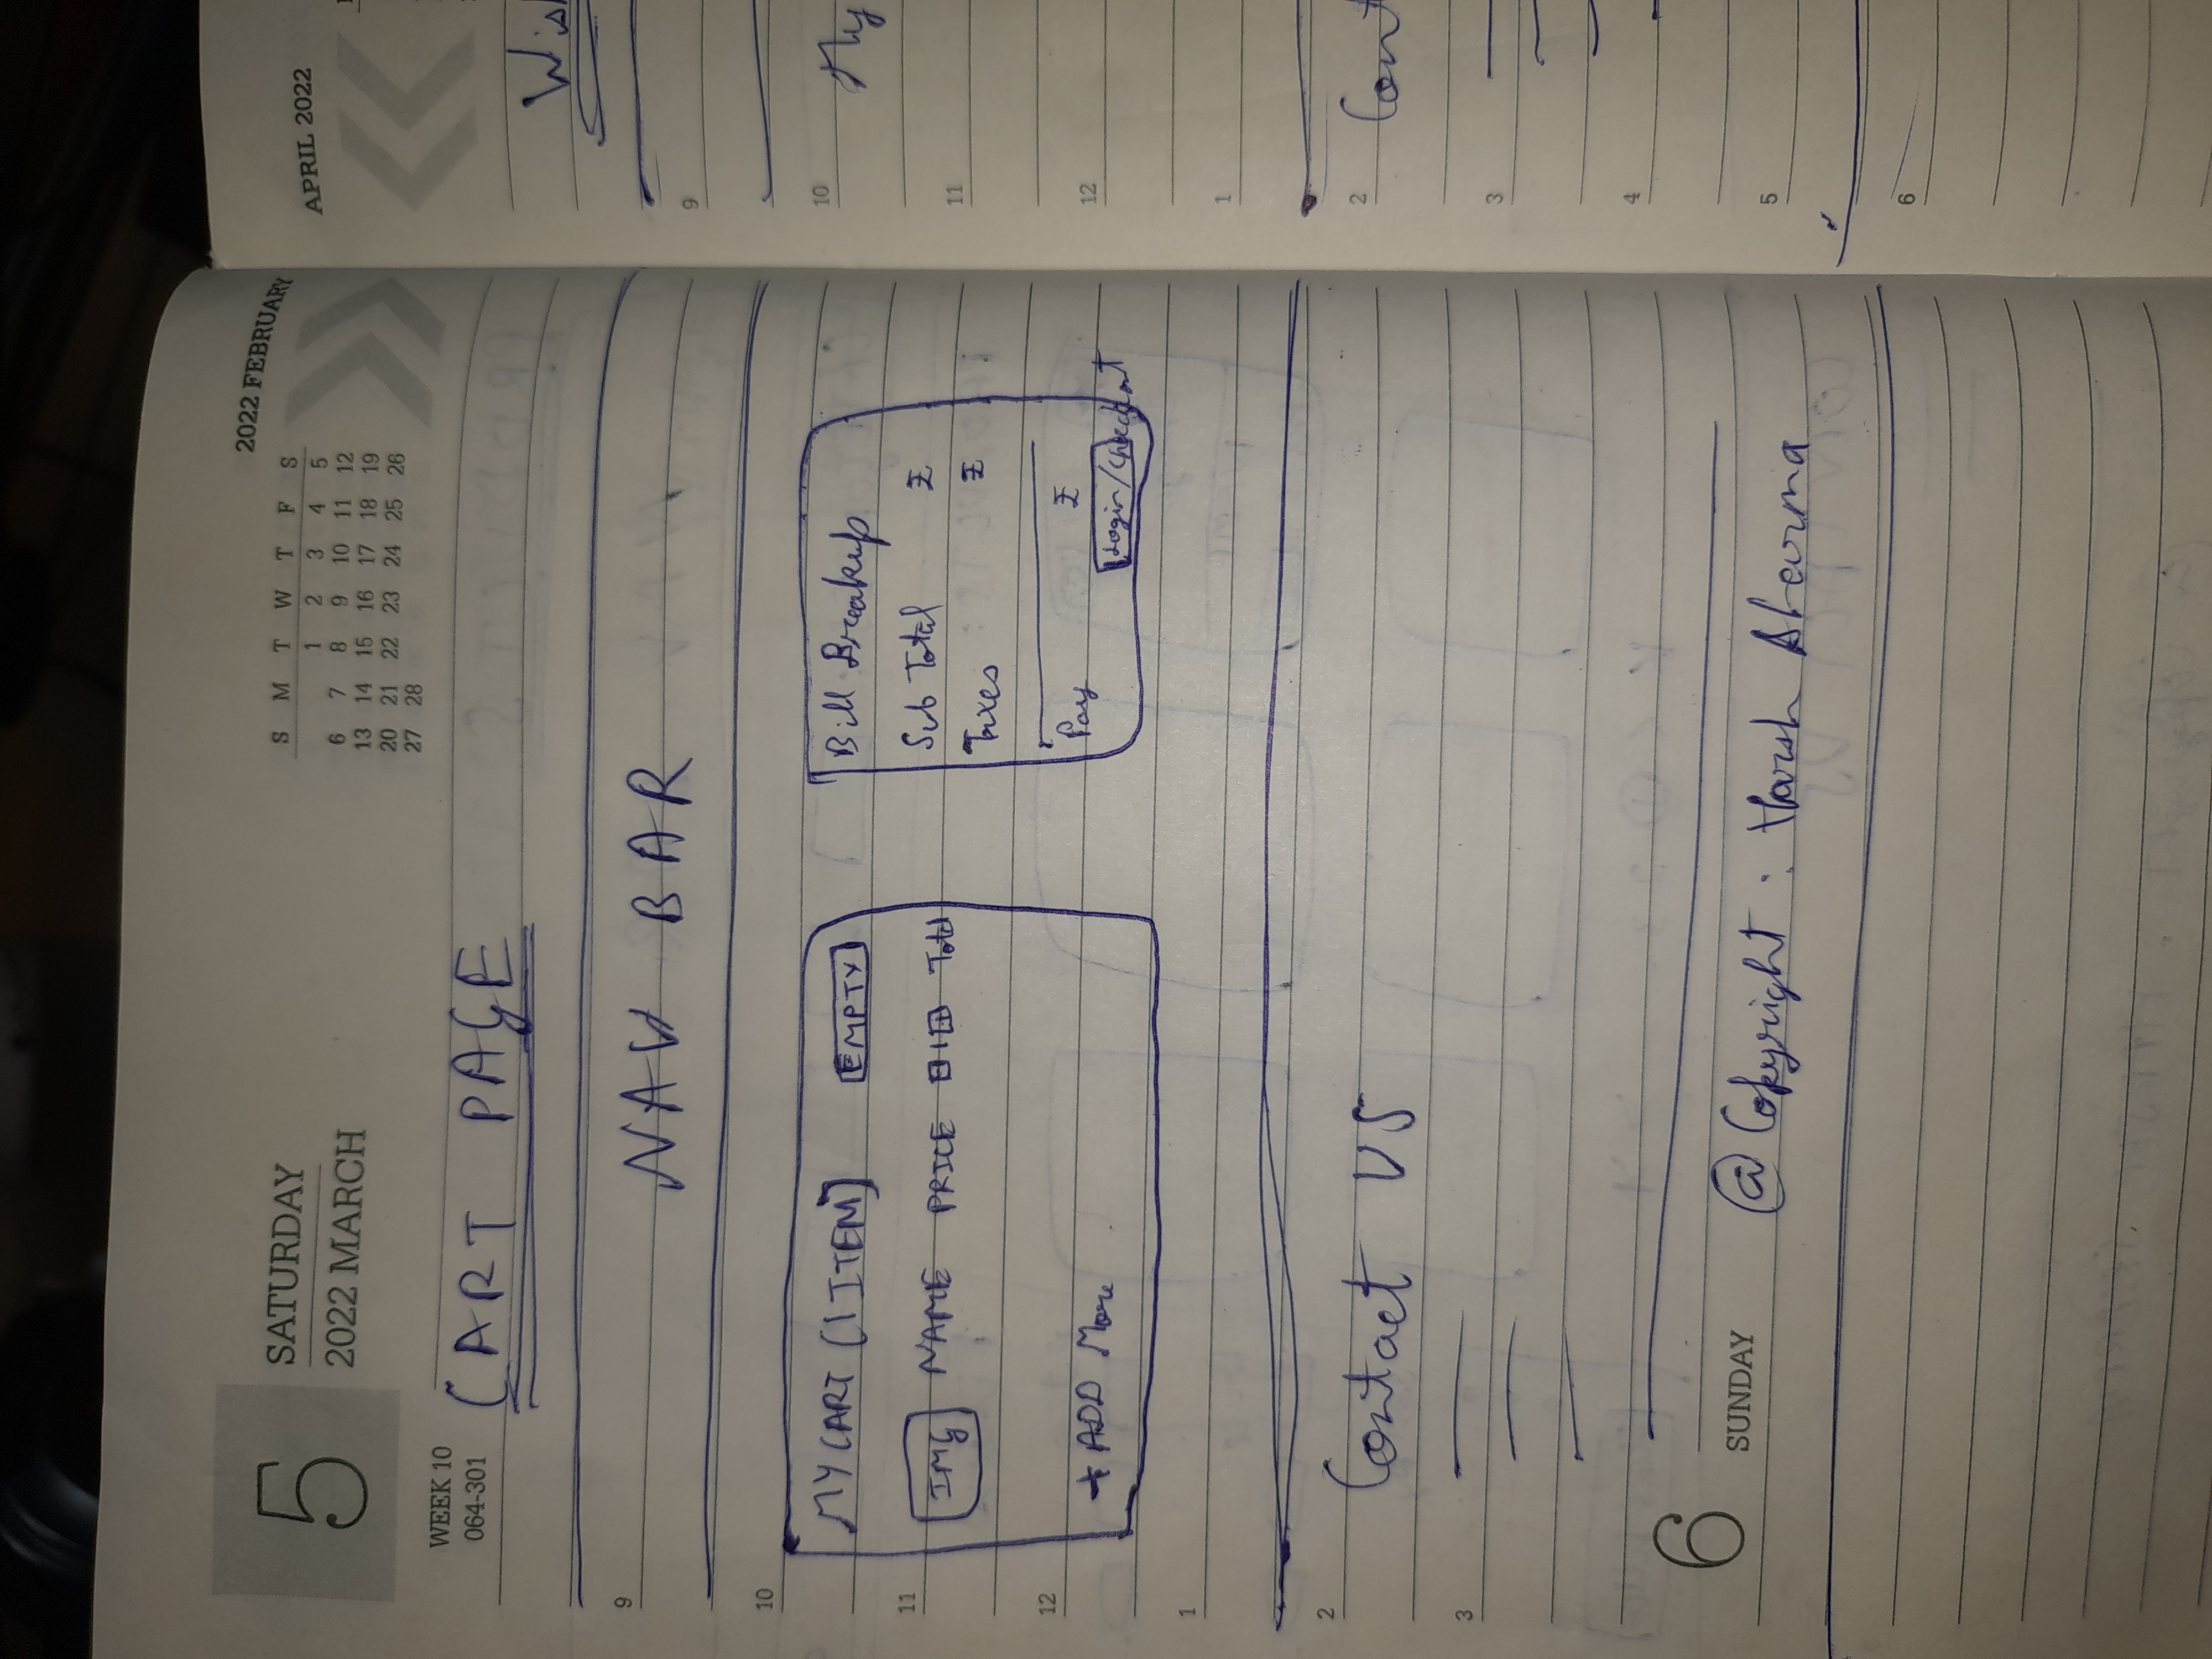 5
SATURDAY
2022 MARCH
WEEK 10
064-301
2022 FEBRUARY
S M T W T F S
1 2 3 4 5
6 7 8 9 10 11 12
13 14 15 16 17 18 19
20 21 22 23 24 25 26
27 28
CART PAGE
9
NAV BAR
10
MY CART [1 ITEM] EMPTY
11
IMG NAME PRICE Total
12
+ ADD More
Bill Breakup
Sub Total ₹
Taxes ₹
Pay ₹
Login/Checkout
1
2
Contact US
3
6
SUNDAY
@ Copyright : Harsh Sharma
APRIL 2022
9
10
My
11
12
1
2
3
4
5
6